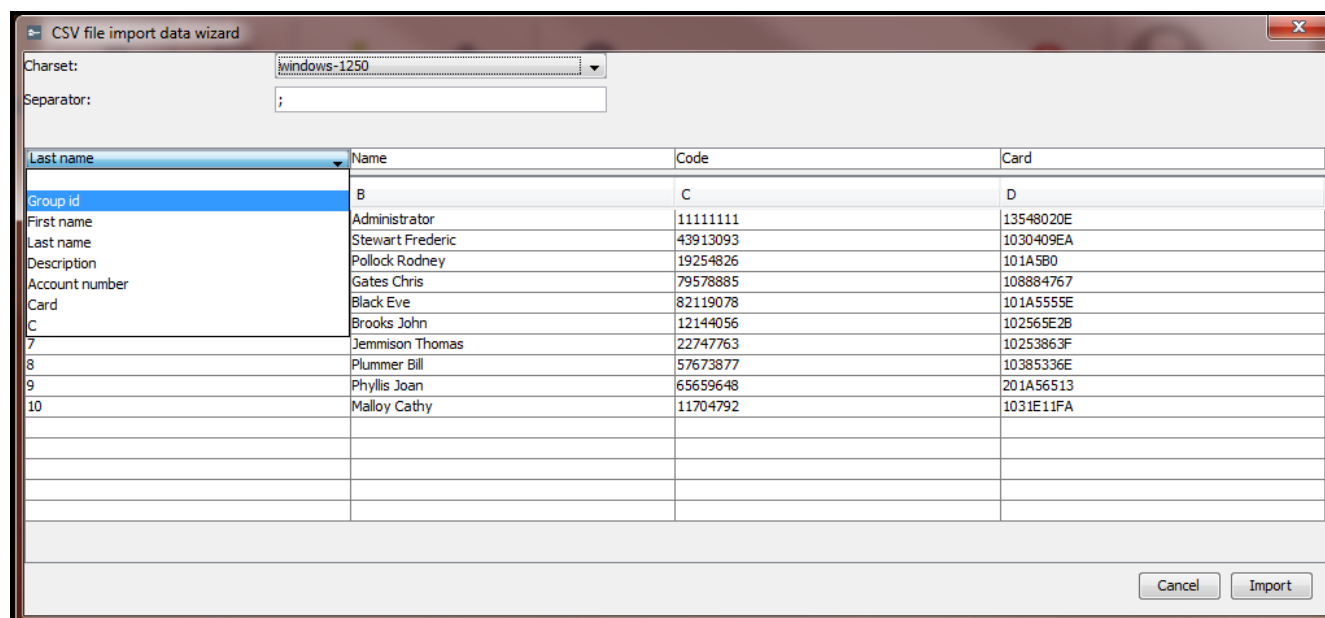 CSV file import data wizard
Charset: windows-1250
Separator: ;
Last name Name Code Card
Group id B C D
First name Administrator 11111111 13548020E
Last name Stewart Frederic 43913093 1030409EA
Description Pollock Rodney 19254826 101A5B0
Account number Gates Chris 79578885 108884767
Card Black Eve 82119078 101A5555E
C Brooks John 12144056 102565E2B
7 Jemmison Thomas 22747763 10253863F
8 Plummer Bill 57673877 10385336E
9 Phyllis Joan 65659648 201A56513
10 Malloy Cathy 11704792 1031E11FA
Cancel Import